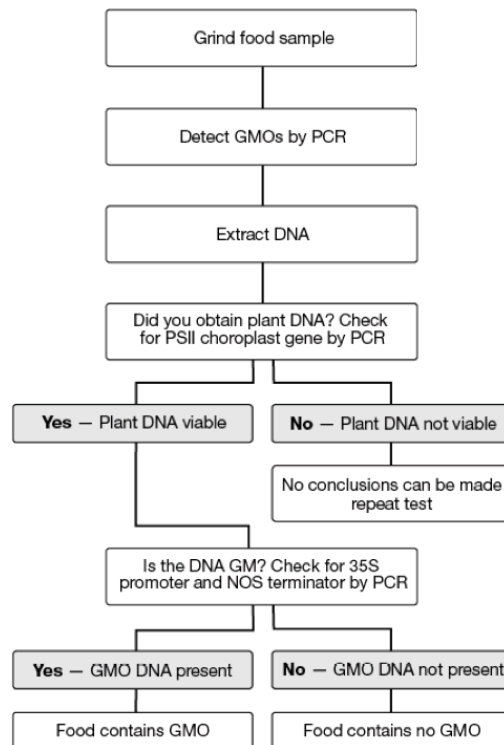 Grind food sample
Detect GMOs by PCR
Extract DNA
Did you obtain plant DNA? Check
for PSII choroplast gene by PCR
Yes — Plant DNA viable
No — Plant DNA not viable
No conclusions can be made
repeat test
Is the DNA GM? Check for 35S
promoter and NOS terminator by PCR
Yes — GMO DNA present
No — GMO DNA not present
Food contains GMO
Food contains no GMO